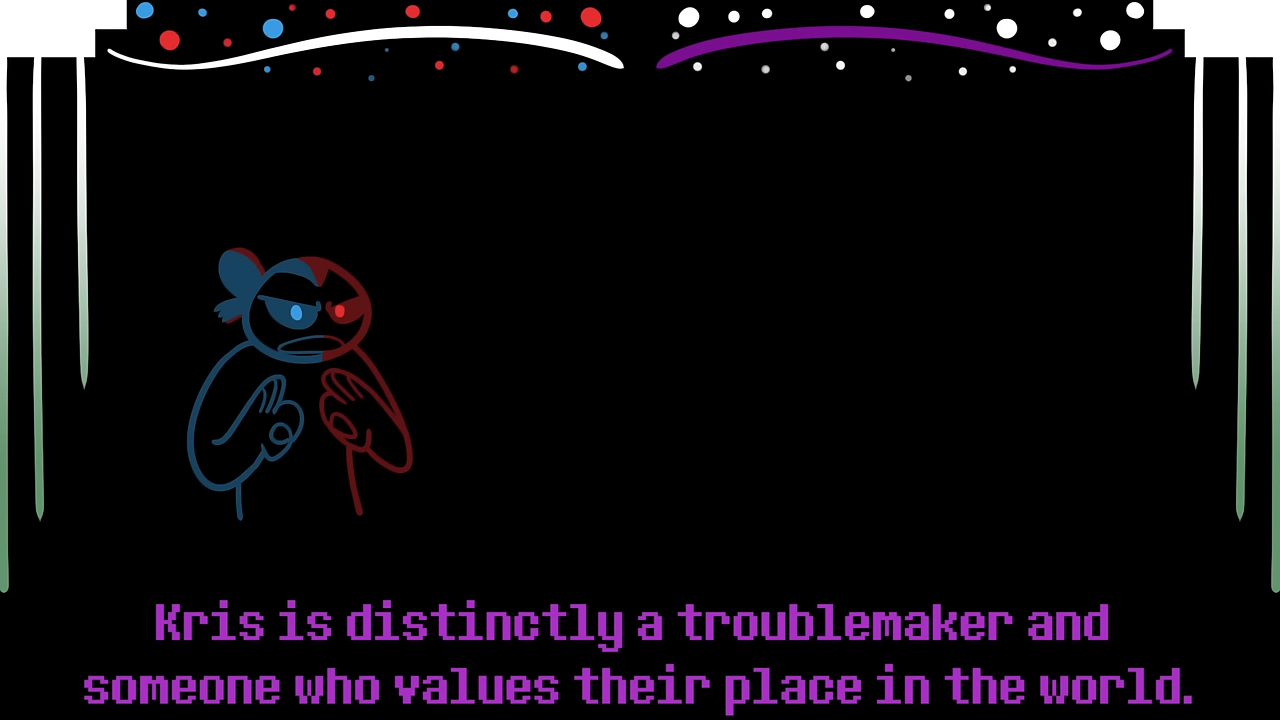 Kris is distinctly a troublemaker and
someone who values their place in the world.